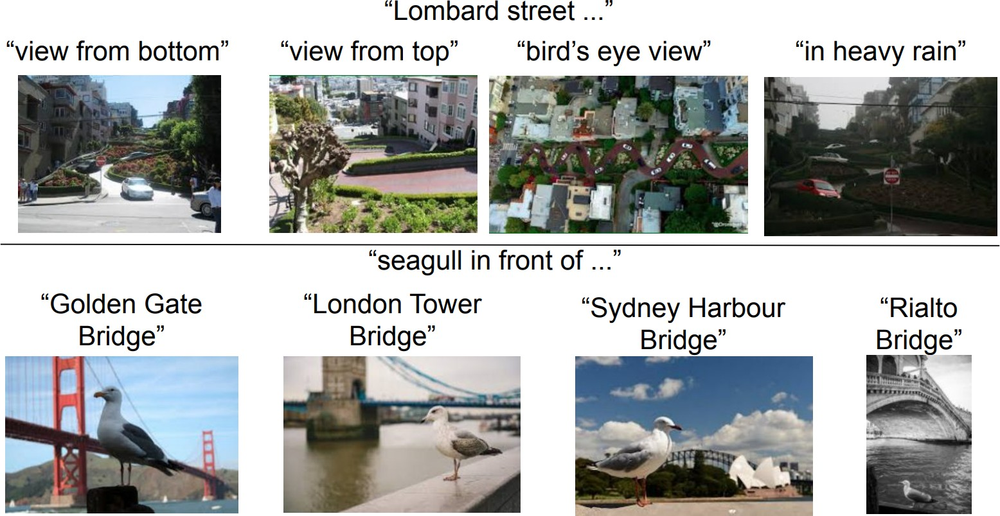 “Lombard street ...”
“view from bottom” “view from top” “bird’s eye view” “in heavy rain”
“seagull in front of ...”
“Golden Gate
Bridge”
“London Tower
Bridge”
“Sydney Harbour
Bridge”
“Rialto
Bridge”